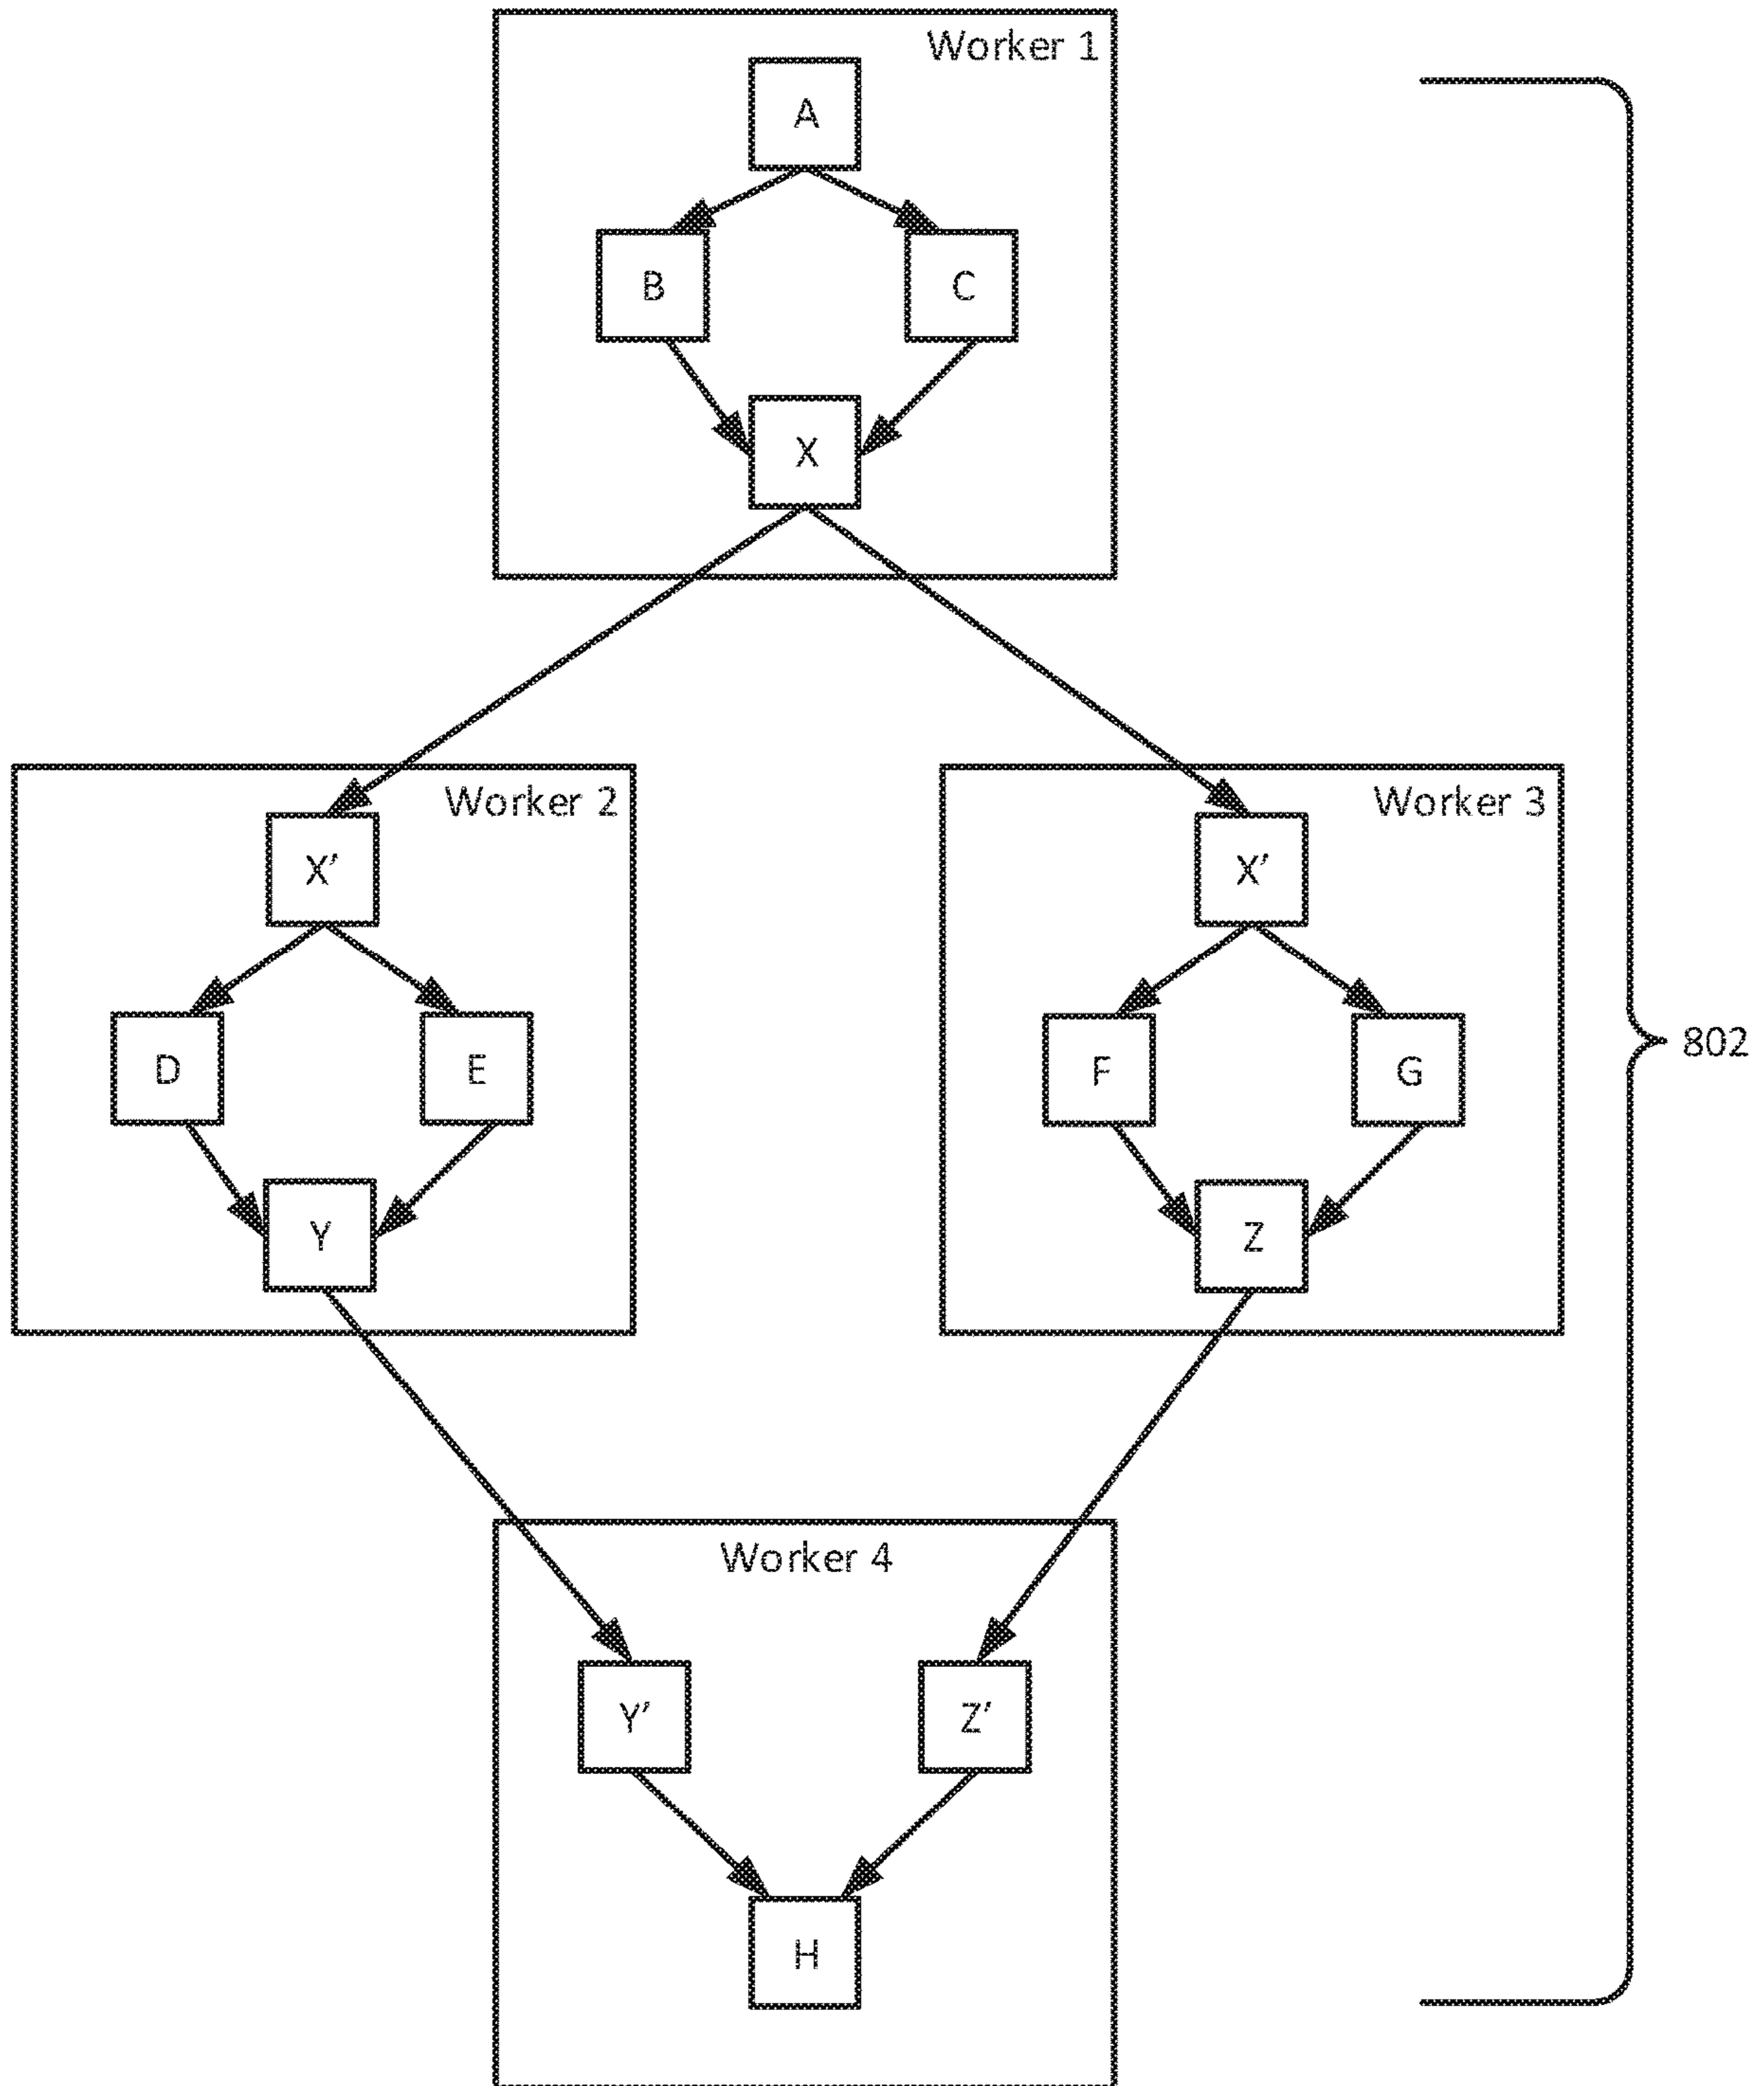 Worker 1
A
B
C
X
Worker 2
Worker 3
X'
X'
D
E
F
G
802
Y
Z
Worker 4
Y'
Z'
H